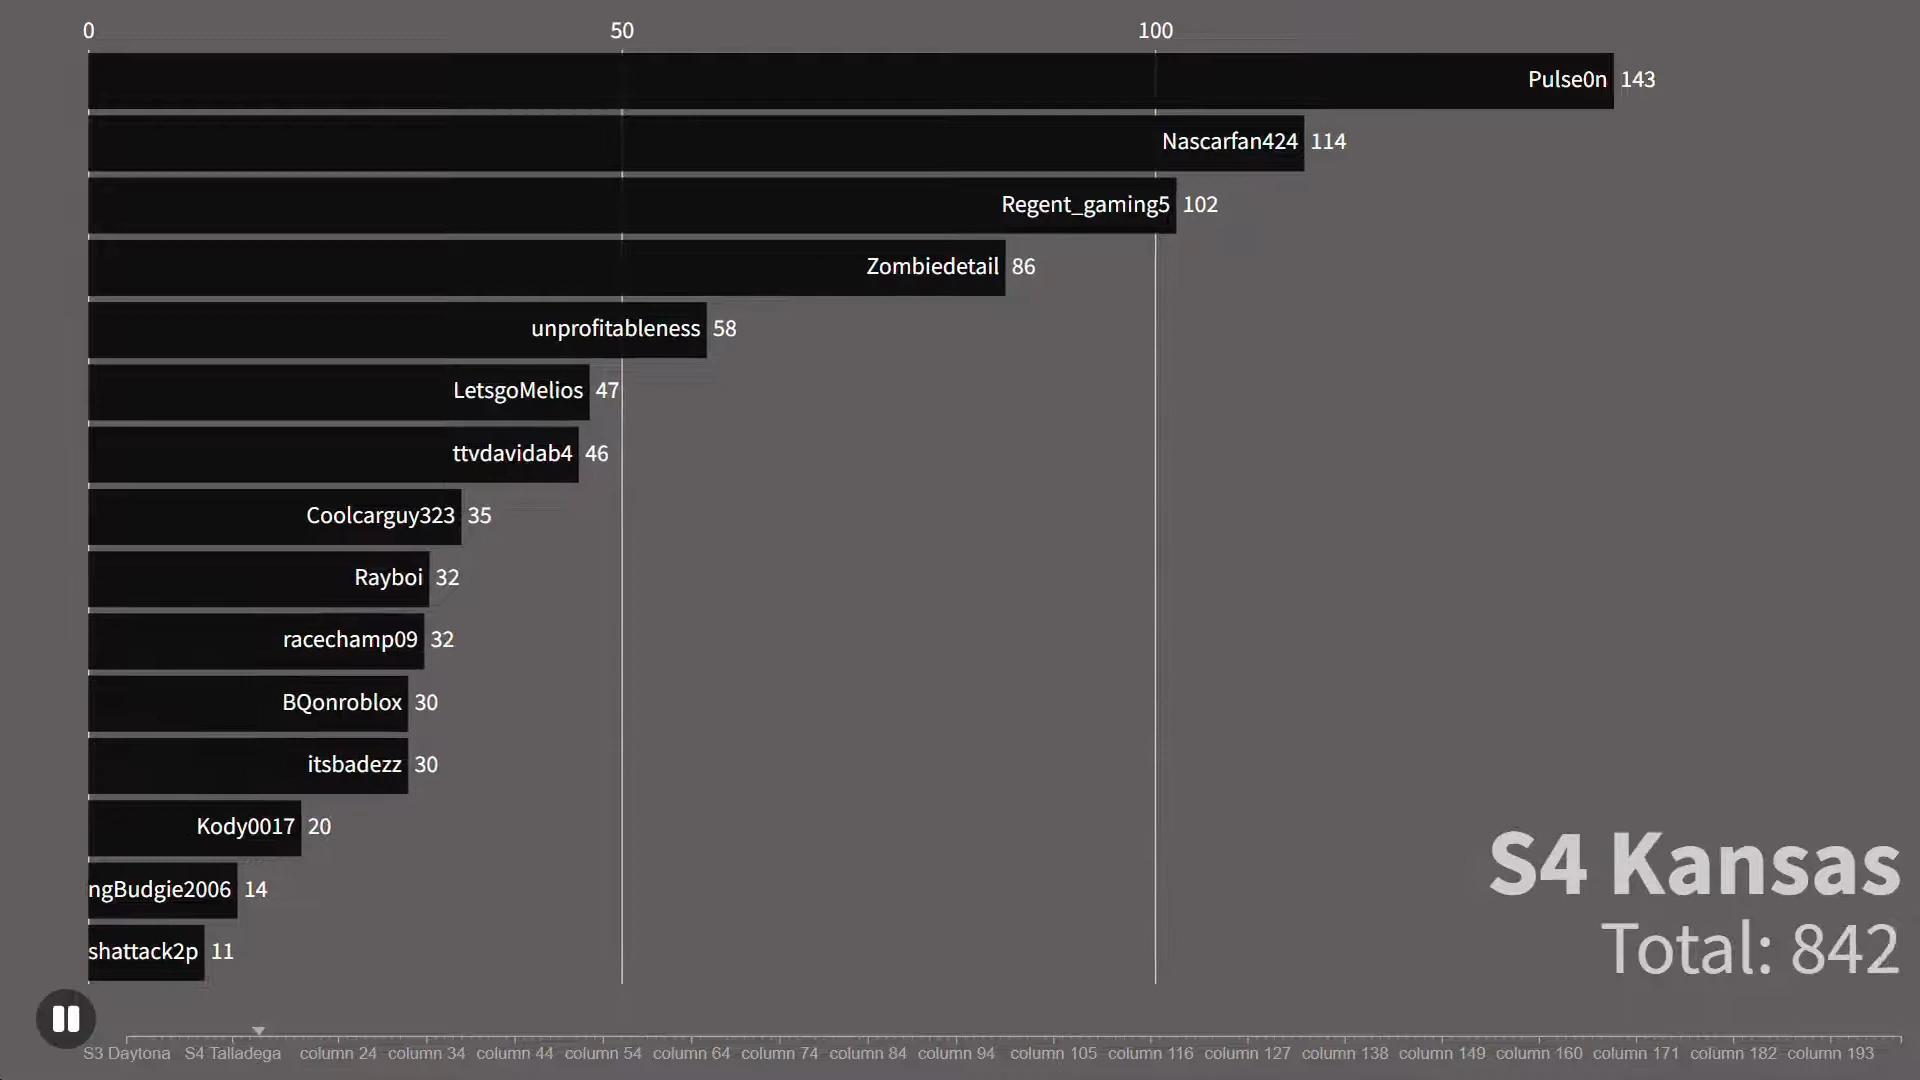 0 50 100
Pulse0n 143
Nascarfan424 114
Regent_gaming5 102
Zombiedetail 86
unprofitableness 58
LetsgoMelios 47
ttvdavidab4 46
Coolcarguy323 35
Rayboi 32
racechamp09 32
BQonroblox 30
itsbadezz 30
Kody0017 20
ngBudgie2006 14
shattack2p 11
S4 Kansas
Total: 842
S3 Daytona S4 Talladega column 24 column 34 column 44 column 54 column 64 column 74 column 84 column 94 column 105 column 116 column 127 column 138 column 149 column 160 column 171 column 182 column 193